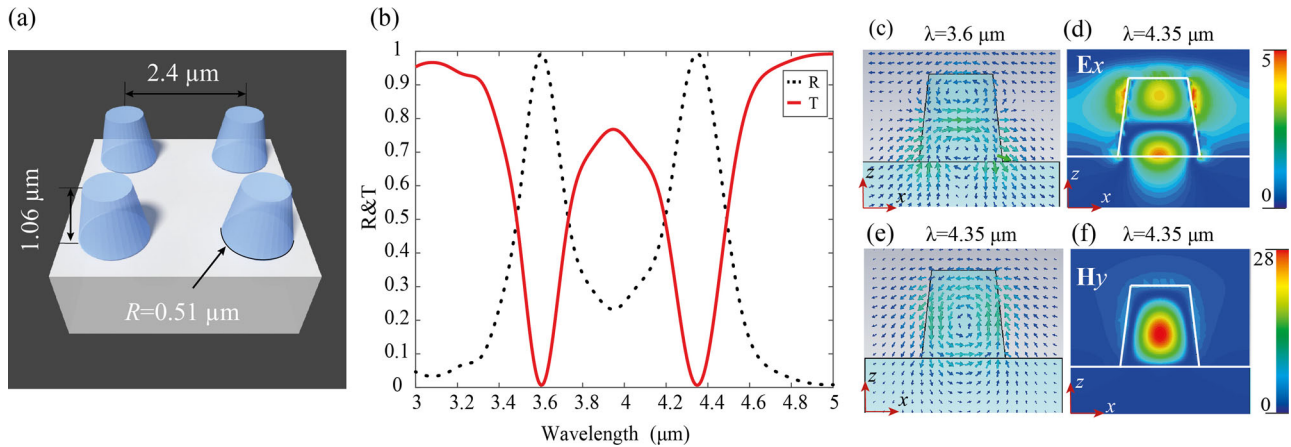 (a)
2.4 μm
1.06 μm
R=0.51 μm
(b)
R&T
1
0.9
0.8
0.7
0.6
0.5
0.4
0.3
0.2
0.1
0
3 3.2 3.4 3.6 3.8 4 4.2 4.4 4.6 4.8 5
Wavelength (μm)
R
T
(c)
λ=3.6 μm
z
x
(d)
λ=4.35 μm
Ex
z
x
5
0
(e)
λ=4.35 μm
z
x
(f)
λ=4.35 μm
Hy
z
x
28
0